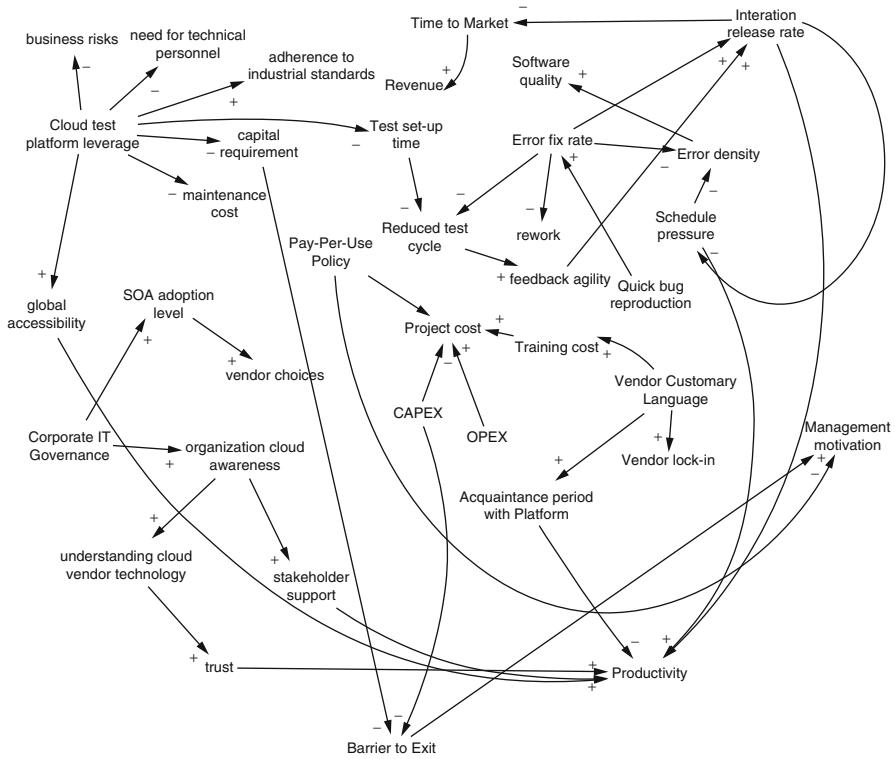 Time to Market
Interation
release rate
business risks
need for technical
personnel
adherence to
industrial standards
Revenue
Software
quality
Cloud test
platform leverage
capital
requirement
Test set-up
time
Error fix rate
Error density
maintenance
cost
Reduced test
cycle
rework
Schedule
pressure
Pay-Per-Use
Policy
feedback agility
Quick bug
reproduction
global
accessibility
SOA adoption
level
Project cost
Training cost
vendor choices
Vendor Customary
Language
CAPEX
OPEX
Corporate IT
Governance
organization cloud
awareness
Vendor lock-in
Management
motivation
Acquaintance period
with Platform
understanding cloud
vendor technology
stakeholder
support
trust
Productivity
Barrier to Exit